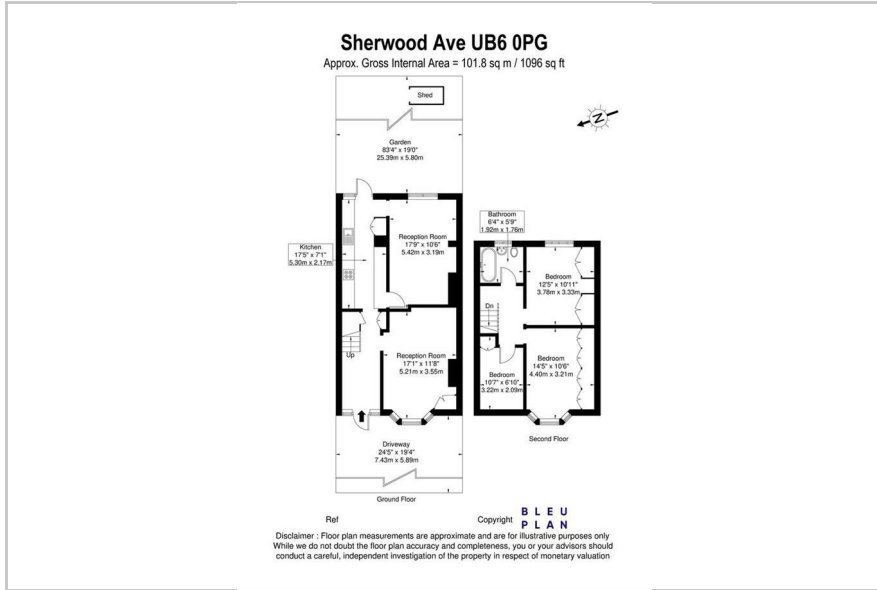 Sherwood Ave UB6 0PG
Approx. Gross Internal Area = 101.8 sq m / 1096 sq ft
Shed
Garden
83'4" x 19'0"
25.39m x 5.80m
N
Kitchen
17'5" x 7'1"
5.30m x 2.17m
Reception Room
17'9" x 10'6"
5.42m x 3.19m
Up
Reception Room
17'1" x 11'8"
5.21m x 3.55m
Driveway
24'5" x 19'4"
7.43m x 5.89m
Ground Floor
Bathroom
6'4" x 5'9"
1.92m x 1.76m
Bedroom
12'5" x 10'11"
3.78m x 3.33m
Dn
Bedroom
10'7" x 6'10"
3.22m x 2.09m
Bedroom
14'5" x 10'6"
4.40m x 3.21m
Second Floor
Ref
Copyright
BLEU
PLAN
Disclaimer : Floor plan measurements are approximate and are for illustrative purposes only
While we do not doubt the floor plan accuracy and completeness, you or your advisors should
conduct a careful, independent investigation of the property in respect of monetary valuation